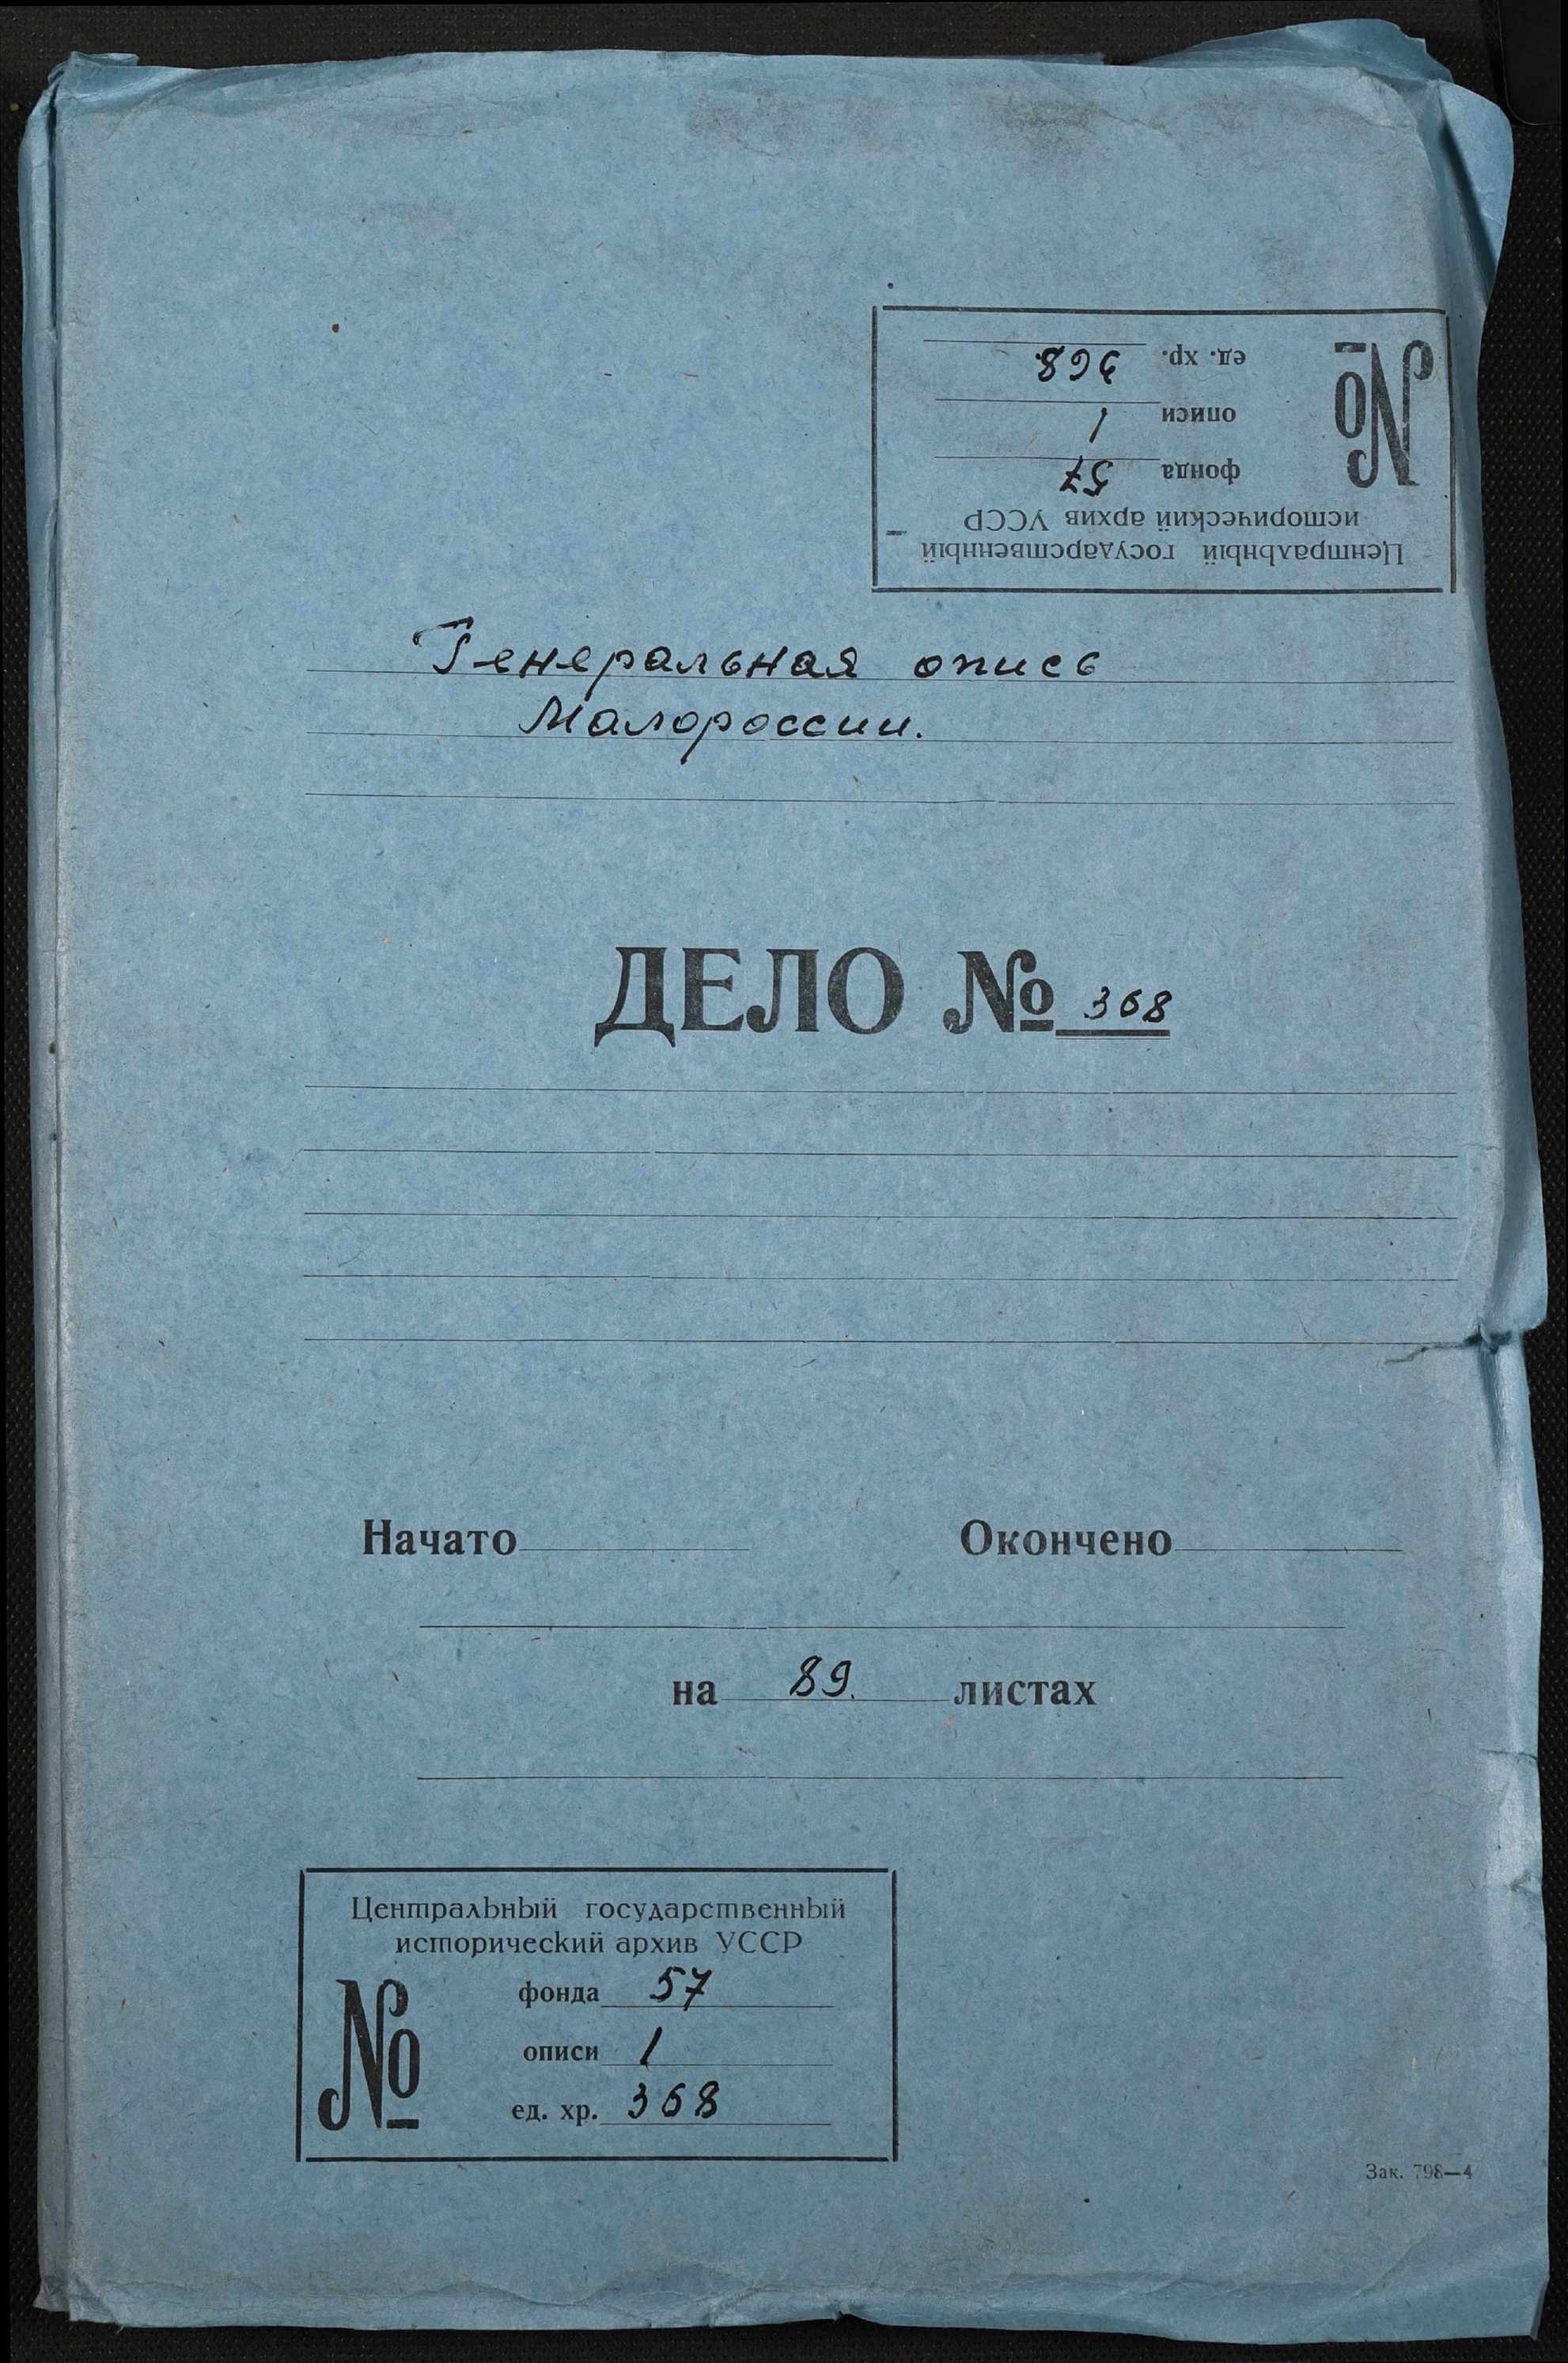 ед. хр. 368.
описи 1
фонда 57
№
Центральный государственный
исторический архив УССР
Генеральная опись
Малороссии.
ДЕЛО № 368
Начато
Окончено
на 89. листах
Центральный государственный
исторический архив УССР
№
фонда 57
описи 1
ед. хр. 368
Зак. 798—4